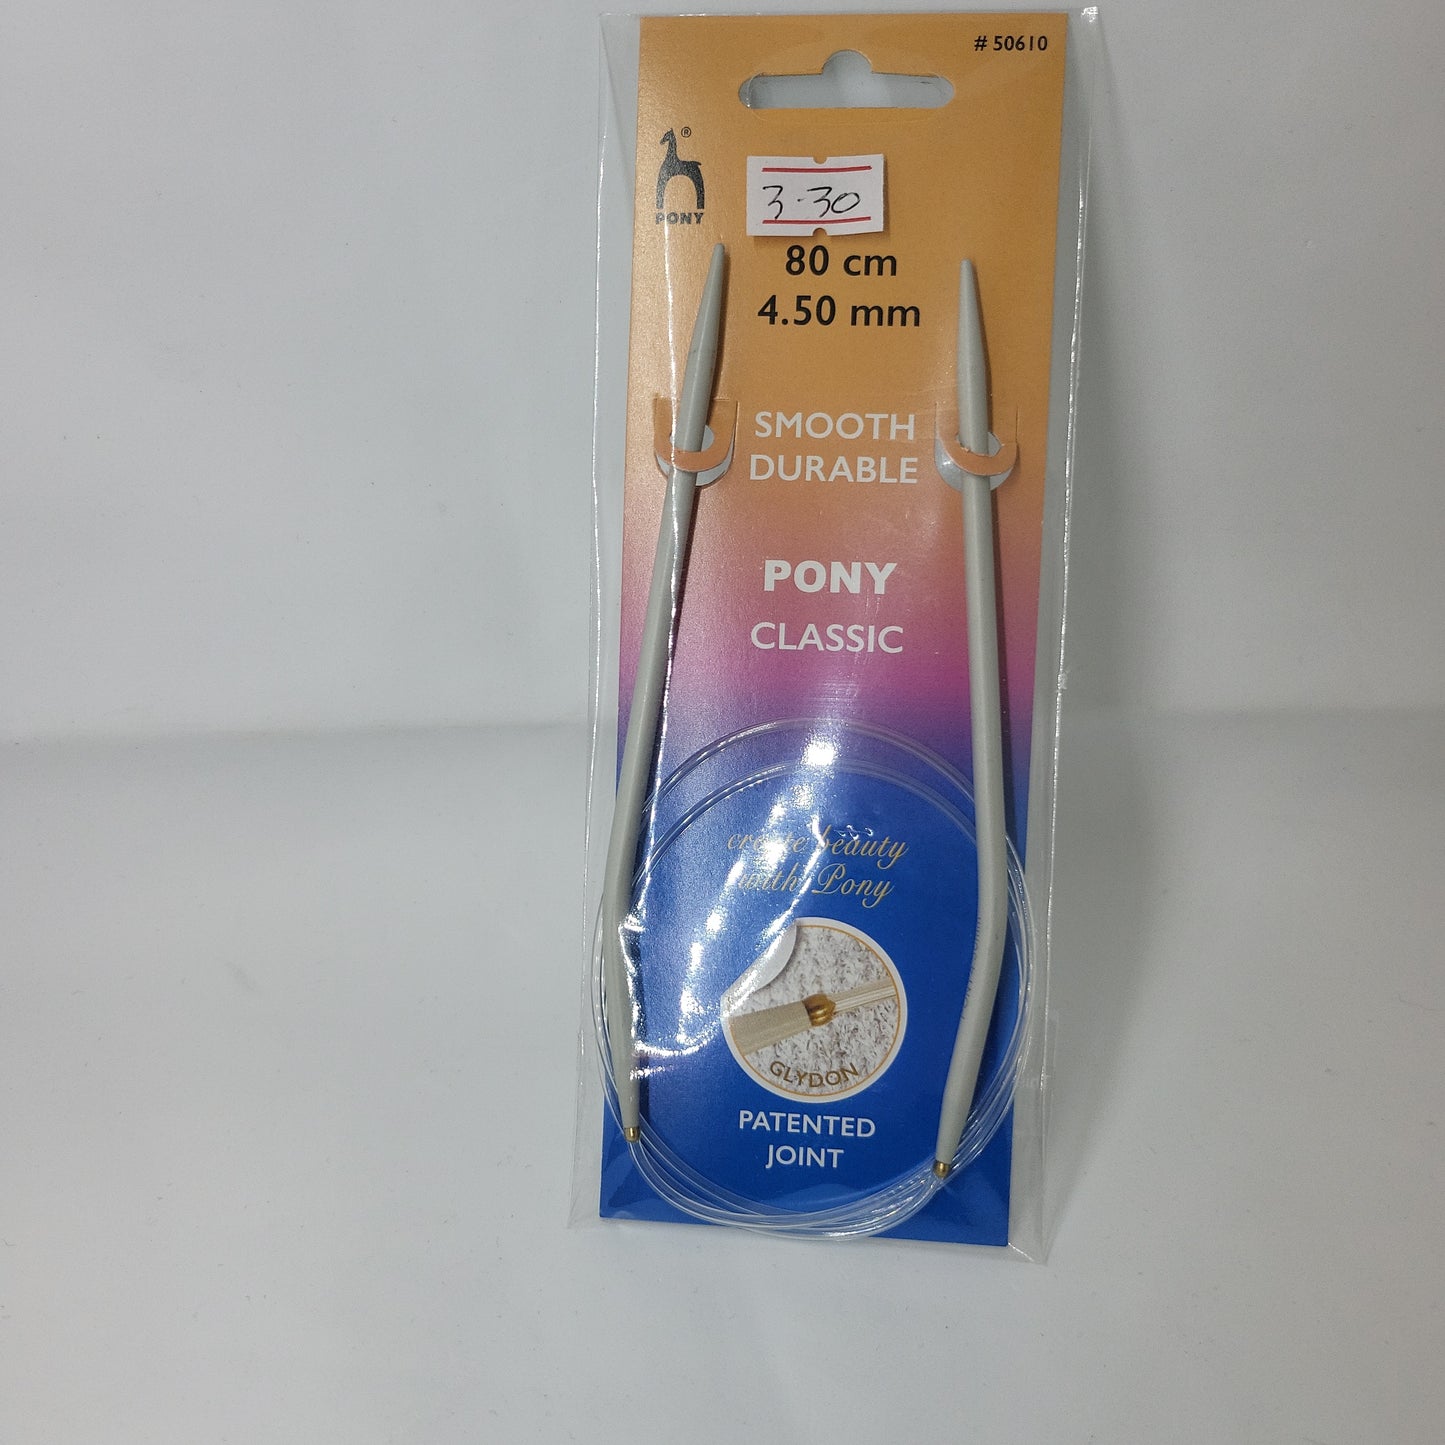 # 50610
®
PONY
3-30
80 cm
4.50 mm
SMOOTH
DURABLE
PONY
CLASSIC
create beauty
with Pony
GLYDON
PATENTED
JOINT